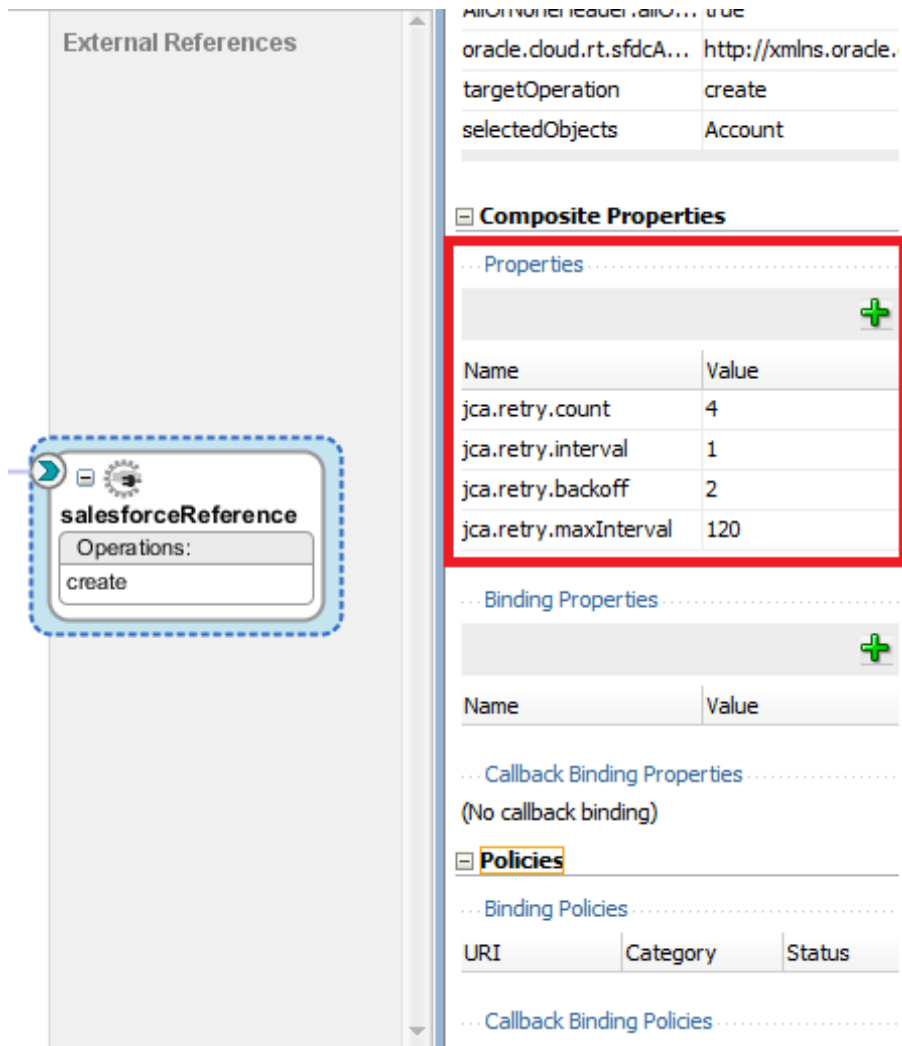 External References
true
oracle.cloud.rt.sfdcA... http://xmlns.oracle.
targetOperation create
selectedObjects Account
Composite Properties
Properties
Name Value
jca.retry.count 4
jca.retry.interval 1
jca.retry.backoff 2
jca.retry.maxInterval 120
salesforceReference
Operations:
create
Binding Properties
Name Value
Callback Binding Properties
(No callback binding)
Policies
Binding Policies
URI Category Status
Callback Binding Policies